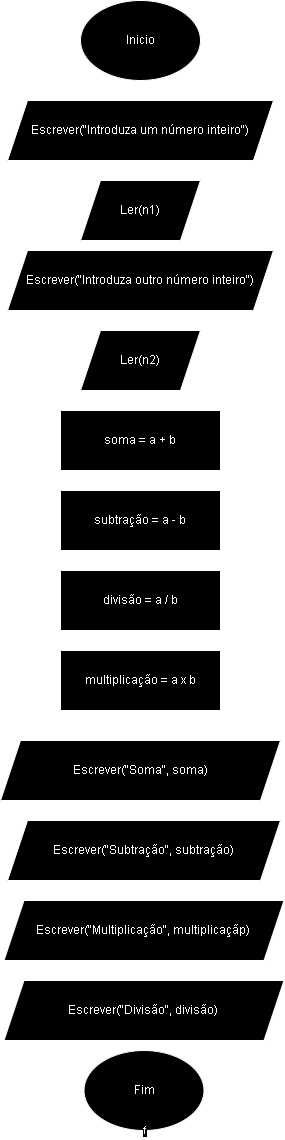 Inicio
Escrever("Introduza um número inteiro")
Ler(n1)
Escrever("Introduza outro número inteiro")
Ler(n2)
soma = a + b
subtração = a - b
divisão = a / b
multiplicação = a x b
Escrever("Soma", soma)
Escrever("Subtração", subtração)
Escrever("Multiplicação", multiplicaçãp)
Escrever("Divisão", divisão)
Fim
f